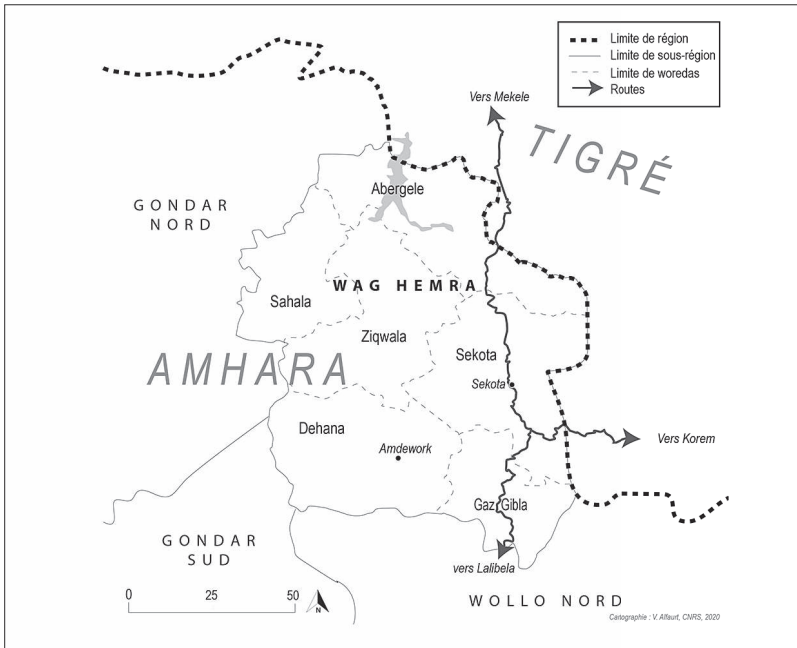 Limite de région
Limite de sous-région
Limite de woredas
Routes
Vers Mekele
TIGRÉ
Abergele
GONDAR
NORD
WAG HEMRA
Sahala
Ziqwala
AMHARA
Sekota
Sekota
Dehana
Amdework
Vers Korem
Gaz Gibla
GONDAR
SUD
vers Lalibela
0 25 50
N
WOLLO NORD
Cartographie : V. Alfaurt, CNRS, 2020